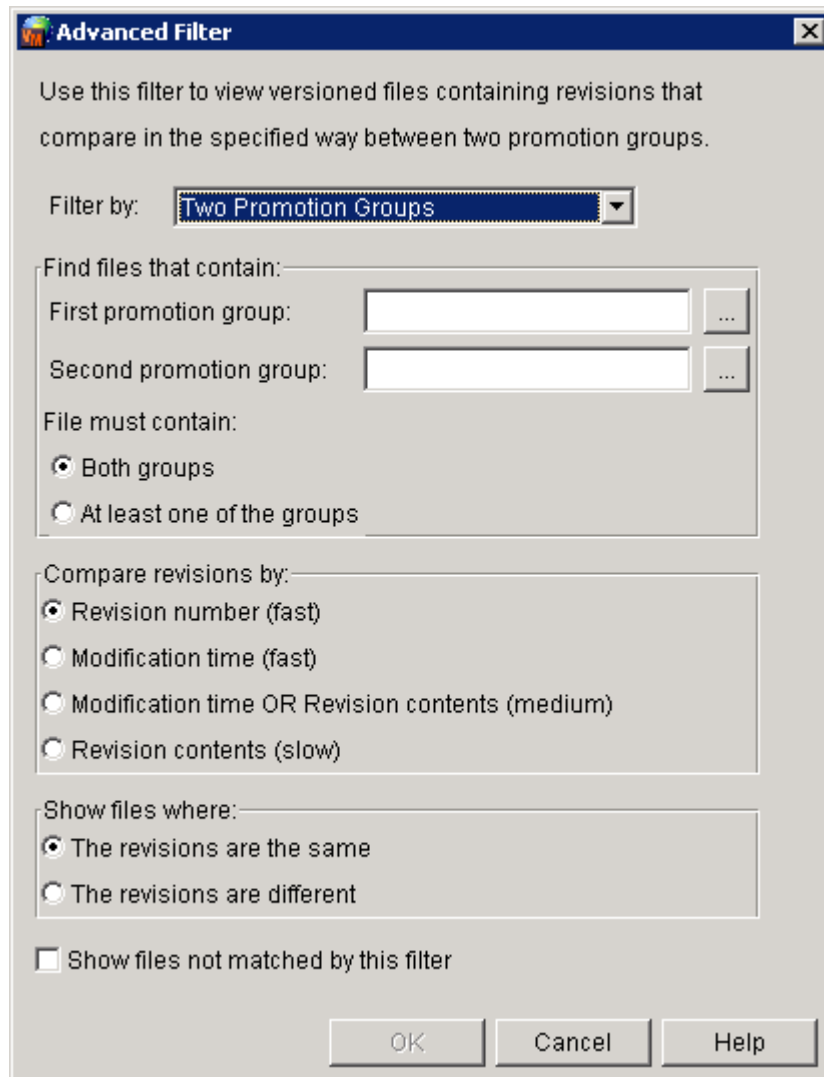 VM Advanced Filter
Use this filter to view versioned files containing revisions that
compare in the specified way between two promotion groups.
Filter by: Two Promotion Groups
Find files that contain:
First promotion group: ...
Second promotion group: ...
File must contain:
Both groups
At least one of the groups
Compare revisions by:
Revision number (fast)
Modification time (fast)
Modification time OR Revision contents (medium)
Revision contents (slow)
Show files where:
The revisions are the same
The revisions are different
Show files not matched by this filter
OK Cancel Help